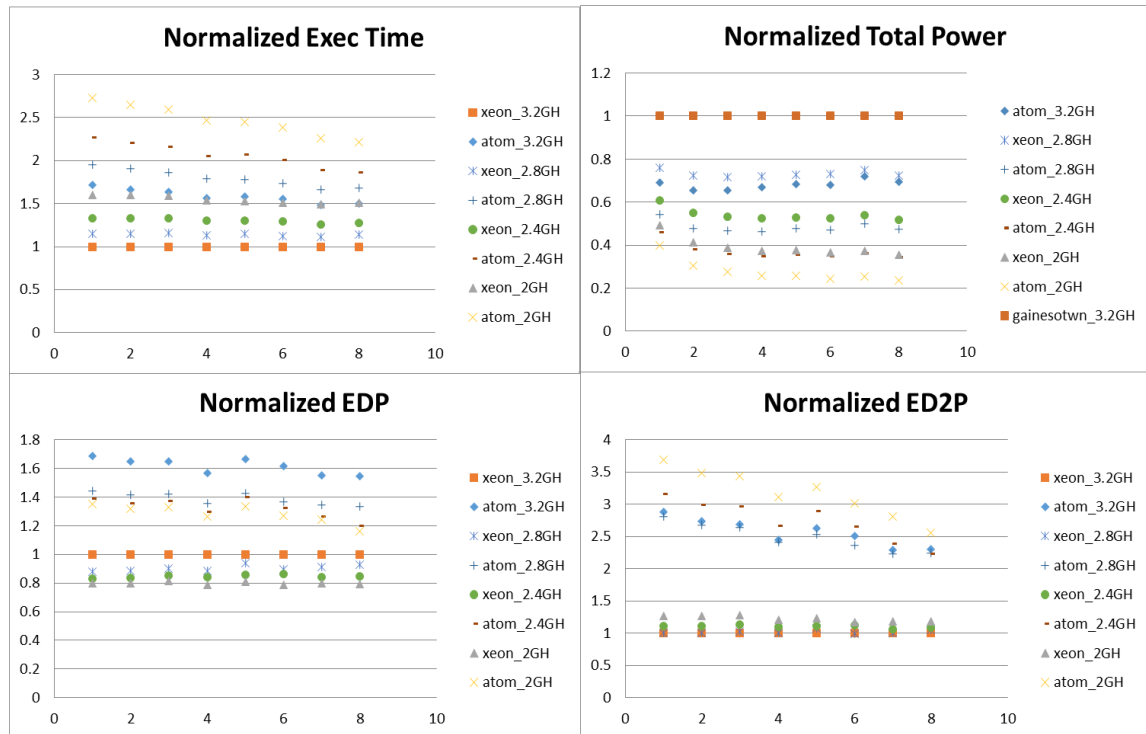 Normalized Exec Time
3
2.5
2
1.5
1
0.5
0
0 2 4 6 8 10
xeon_3.2GH
atom_3.2GH
xeon_2.8GH
atom_2.8GH
xeon_2.4GH
atom_2.4GH
xeon_2GH
atom_2GH
Normalized Total Power
1.2
1
0.8
0.6
0.4
0.2
0
0 2 4 6 8 10
atom_3.2GH
xeon_2.8GH
atom_2.8GH
xeon_2.4GH
atom_2.4GH
xeon_2GH
atom_2GH
gainesotwn_3.2GH
Normalized EDP
1.8
1.6
1.4
1.2
1
0.8
0.6
0.4
0.2
0
0 2 4 6 8 10
xeon_3.2GH
atom_3.2GH
xeon_2.8GH
atom_2.8GH
xeon_2.4GH
atom_2.4GH
xeon_2GH
atom_2GH
Normalized ED2P
4
3.5
3
2.5
2
1.5
1
0.5
0
0 2 4 6 8 10
xeon_3.2GH
atom_3.2GH
xeon_2.8GH
atom_2.8GH
xeon_2.4GH
atom_2.4GH
xeon_2GH
atom_2GH